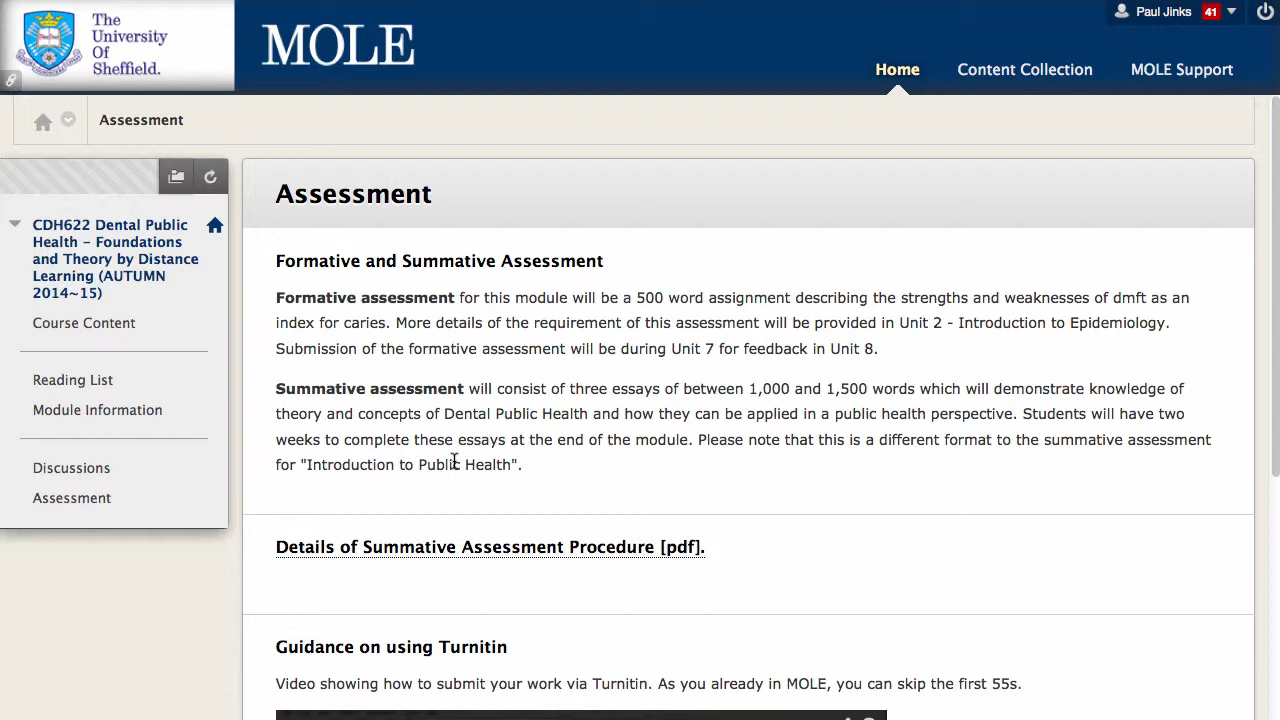 The
University
Of
Sheffield.
MOLE
Paul Jinks 41
Home Content Collection MOLE Support
Assessment
CDH622 Dental Public
Health – Foundations
and Theory by Distance
Learning (AUTUMN
2014~15)
Course Content
Reading List
Module Information
Discussions
Assessment
Assessment
Formative and Summative Assessment
Formative assessment for this module will be a 500 word assignment describing the strengths and weaknesses of dmft as an
index for caries. More details of the requirement of this assessment will be provided in Unit 2 - Introduction to Epidemiology.
Submission of the formative assessment will be during Unit 7 for feedback in Unit 8.
Summative assessment will consist of three essays of between 1,000 and 1,500 words which will demonstrate knowledge of
theory and concepts of Dental Public Health and how they can be applied in a public health perspective. Students will have two
weeks to complete these essays at the end of the module. Please note that this is a different format to the summative assessment
for "Introduction to Public Health".
Details of Summative Assessment Procedure [pdf].
Guidance on using Turnitin
Video showing how to submit your work via Turnitin. As you already in MOLE, you can skip the first 55s.